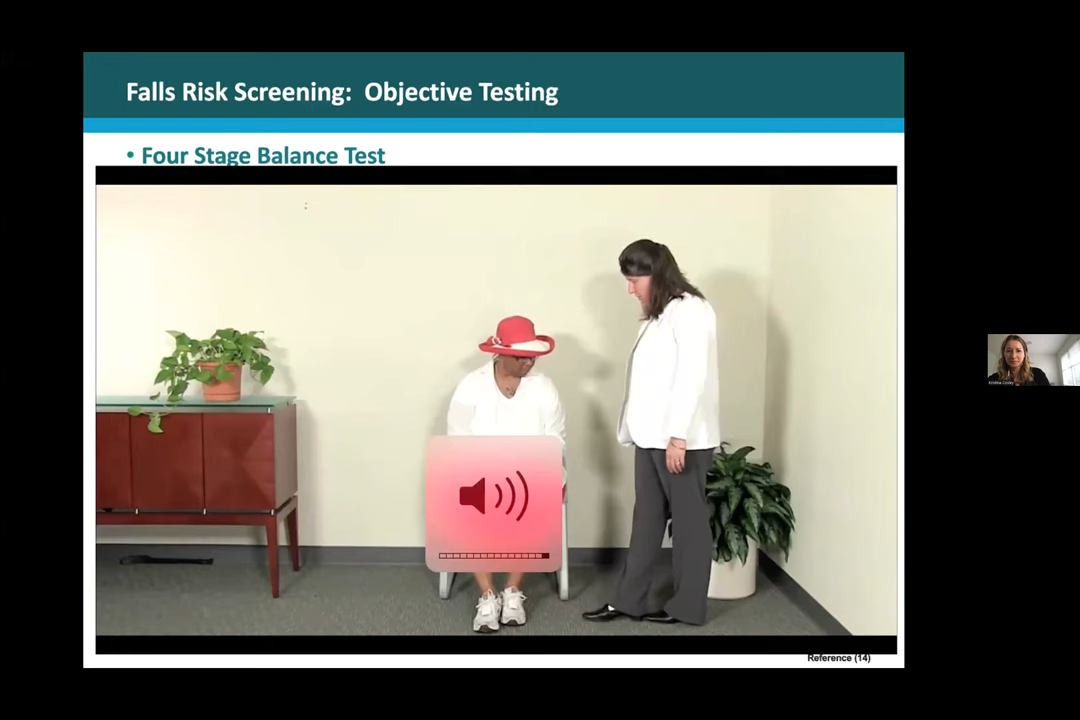 Falls Risk Screening: Objective Testing
• Four Stage Balance Test
Reference (14)